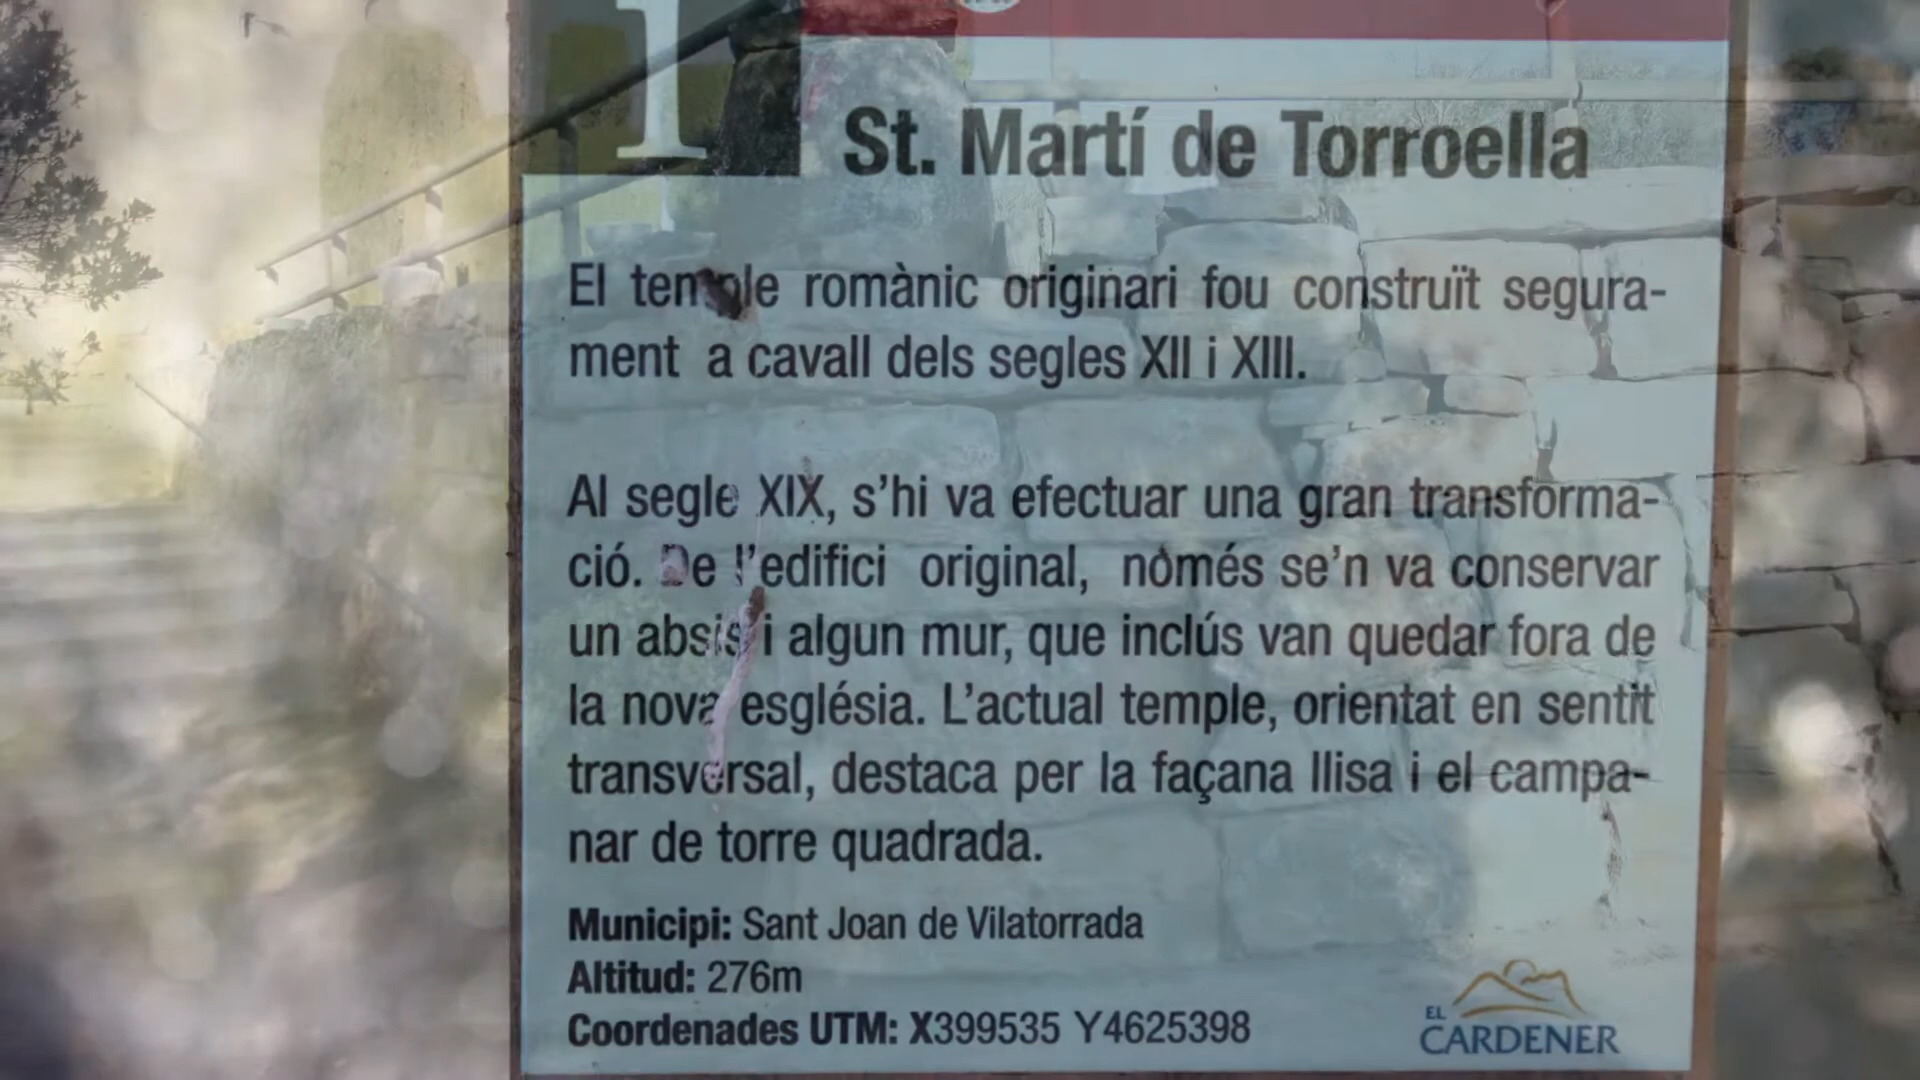 1
St. Martí de Torroella
El temple romànic originari fou construït segura-
ment a cavall dels segles XII i XIII.
Al segle XIX, s'hi va efectuar una gran transforma-
ció. De l'edifici original, només se'n va conservar
un absis i algun mur, que inclús van quedar fora de
la nova església. L'actual temple, orientat en sentit
transversal, destaca per la façana llisa i el campa-
nar de torre quadrada.
Municipi: Sant Joan de Vilatorrada
Altitud: 276m
Coordenades UTM: X399535 Y4625398
EL
CARDENER